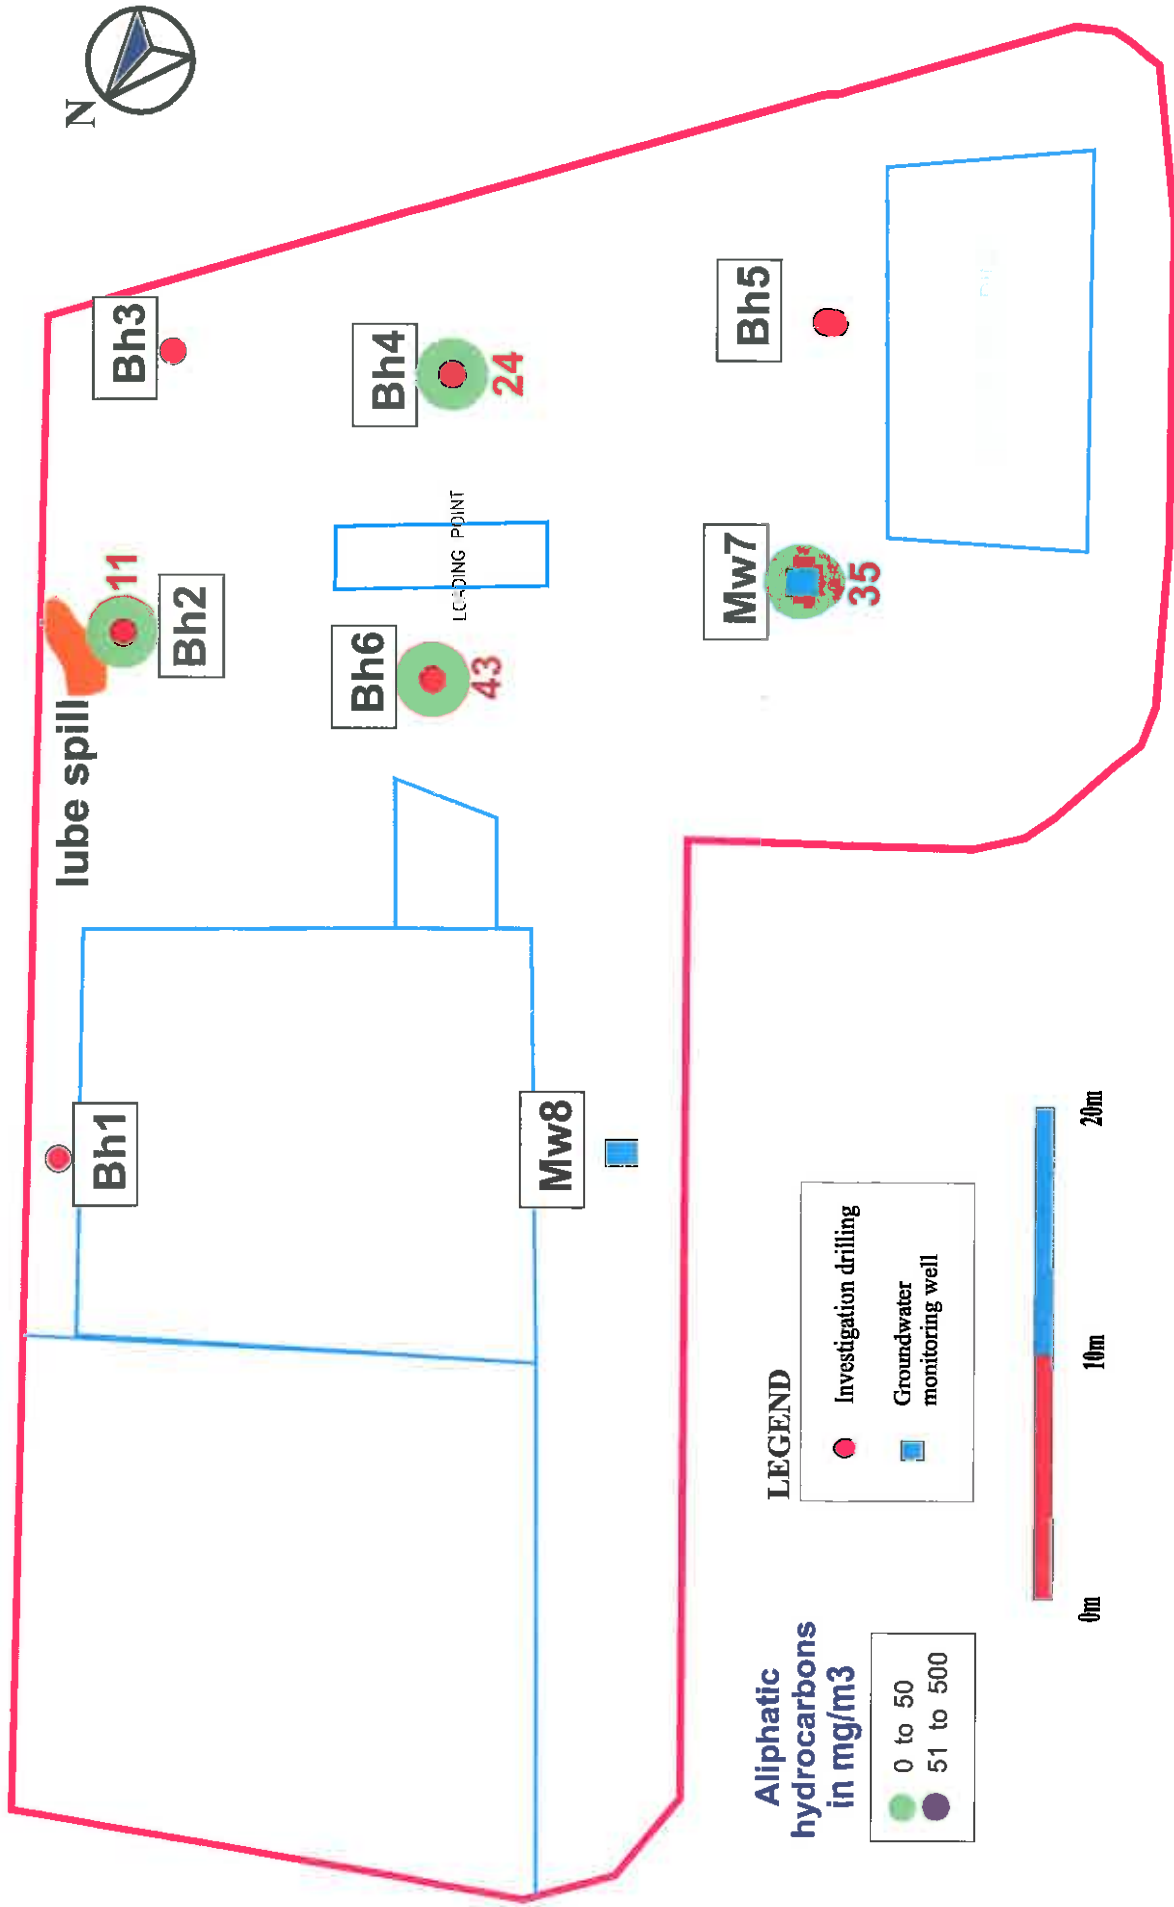 N
Bh3
Bh4
24
Bh5
11
Bh2
lube spill
LOADING POINT
Bh6
43
Mw7
35
Bh1
Mw8
LEGEND
Investigation drilling
Groundwater
monitoring well
Aliphatic
hydrocarbons
in mg/m3
0 to 50
51 to 500
0m
10m
20m